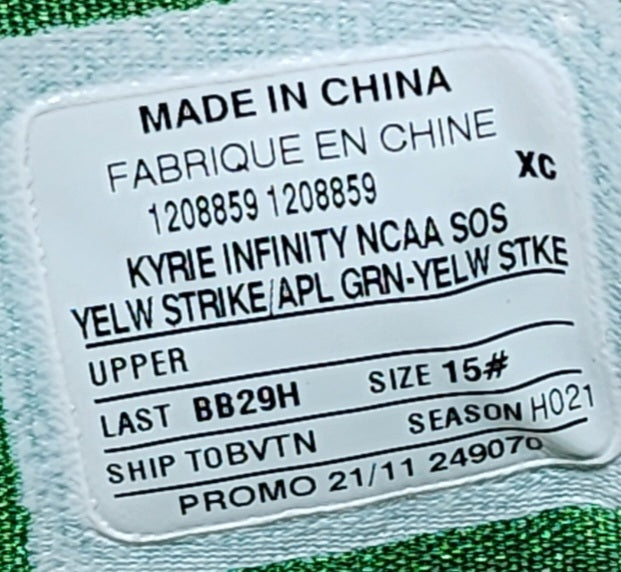 MADE IN CHINA
FABRIQUE EN CHINE
1208859 1208859
XC
KYRIE INFINITY NCAA SOS
YELW STRIKE/APL GRN-YELW STKE
UPPER
LAST BB29H SIZE 15#
SHIP TOBVTN SEASON HO21
PROMO 21/11 249070